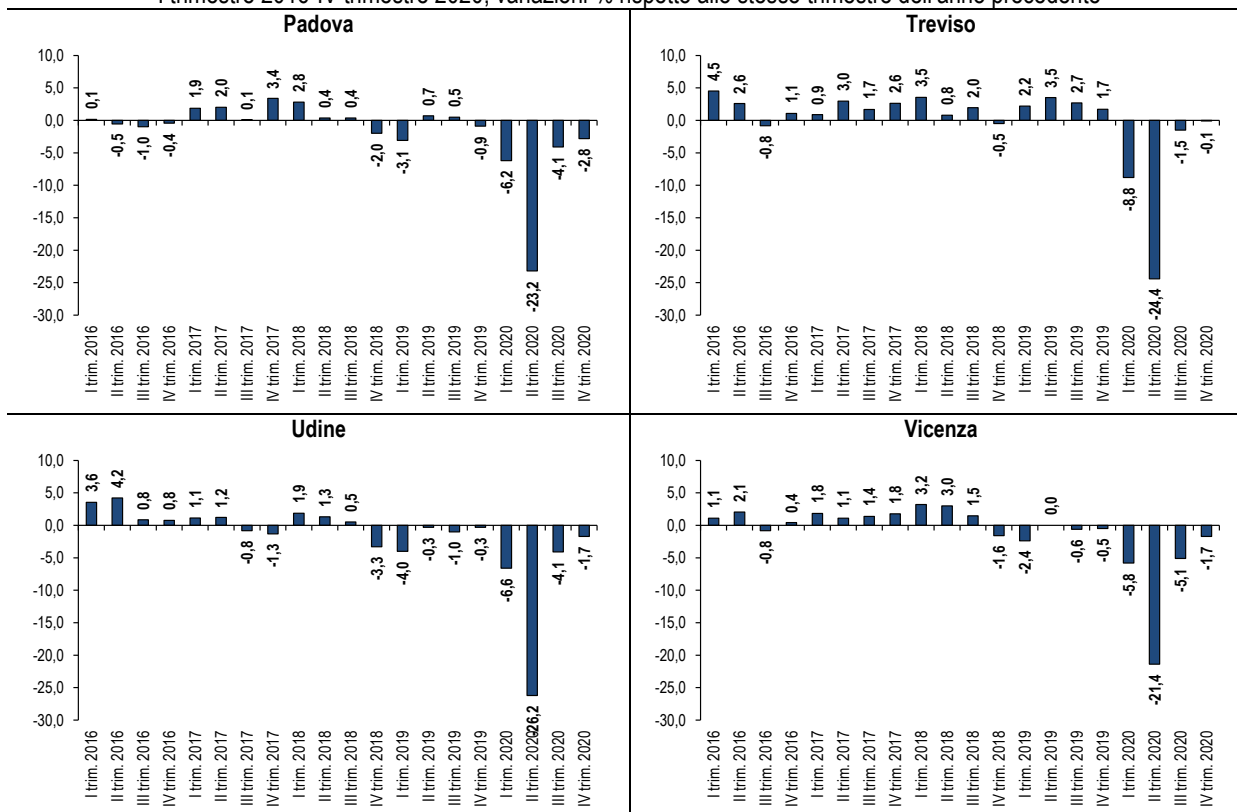 I trimestre 2016-IV trimestre 2020, variazioni % rispetto allo stesso trimestre dell'anno precedente
Padova
10,0
5,0
0,0
-5,0
-10,0
-15,0
-20,0
-25,0
-30,0
0,1
-0,5
-1,0
-0,4
1,9
2,0
0,1
3,4
2,8
0,4
0,4
-2,0
-3,1
0,7
0,5
-0,9
-6,2
-23,2
-4,1
-2,8
I trim. 2016
II trim. 2016
III trim. 2016
IV trim. 2016
I trim. 2017
II trim. 2017
III trim. 2017
IV trim. 2017
I trim. 2018
II trim. 2018
III trim. 2018
IV trim. 2018
I trim. 2019
II trim. 2019
III trim. 2019
IV trim. 2019
I trim. 2020
II trim. 2020
III trim. 2020
IV trim. 2020
Treviso
10,0
5,0
0,0
-5,0
-10,0
-15,0
-20,0
-25,0
-30,0
4,5
2,6
-0,8
1,1
0,9
3,0
1,7
2,6
3,5
0,8
2,0
-0,5
2,2
3,5
2,7
1,7
-8,8
-24,4
-1,5
-0,1
I trim. 2016
II trim. 2016
III trim. 2016
IV trim. 2016
I trim. 2017
II trim. 2017
III trim. 2017
IV trim. 2017
I trim. 2018
II trim. 2018
III trim. 2018
IV trim. 2018
I trim. 2019
II trim. 2019
III trim. 2019
IV trim. 2019
I trim. 2020
II trim. 2020
III trim. 2020
IV trim. 2020
Udine
10,0
5,0
0,0
-5,0
-10,0
-15,0
-20,0
-25,0
-30,0
3,6
4,2
0,8
0,8
1,1
1,2
-0,8
-1,3
1,9
1,3
0,5
-3,3
-4,0
-0,3
-1,0
-0,3
-6,6
-26,2
-4,1
-1,7
I trim. 2016
II trim. 2016
III trim. 2016
IV trim. 2016
I trim. 2017
II trim. 2017
III trim. 2017
IV trim. 2017
I trim. 2018
II trim. 2018
III trim. 2018
IV trim. 2018
I trim. 2019
II trim. 2019
III trim. 2019
IV trim. 2019
I trim. 2020
II trim. 2020
III trim. 2020
IV trim. 2020
Vicenza
10,0
5,0
0,0
-5,0
-10,0
-15,0
-20,0
-25,0
-30,0
1,1
2,1
-0,8
0,4
1,8
1,1
1,4
1,8
3,2
3,0
1,5
-1,6
-2,4
0,0
-0,6
-0,5
-5,8
-21,4
-5,1
-1,7
I trim. 2016
II trim. 2016
III trim. 2016
IV trim. 2016
I trim. 2017
II trim. 2017
III trim. 2017
IV trim. 2017
I trim. 2018
II trim. 2018
III trim. 2018
IV trim. 2018
I trim. 2019
II trim. 2019
III trim. 2019
IV trim. 2019
I trim. 2020
II trim. 2020
III trim. 2020
IV trim. 2020